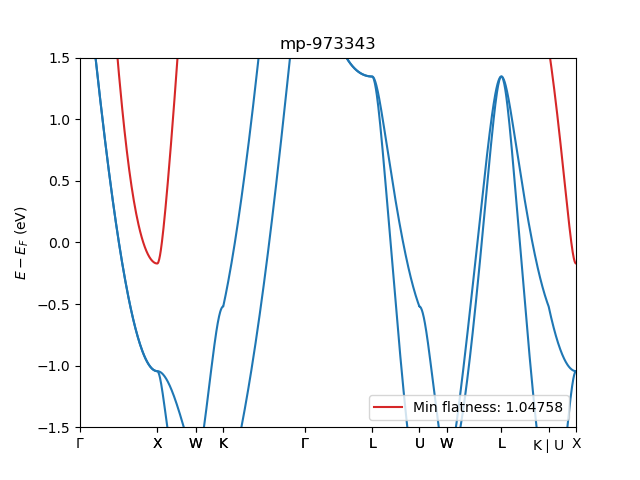 mp-973343
E − E_F (eV)
1.5
1.0
0.5
0.0
−0.5
−1.0
−1.5
Min flatness: 1.04758
Γ X W K Γ L U W L K | U X